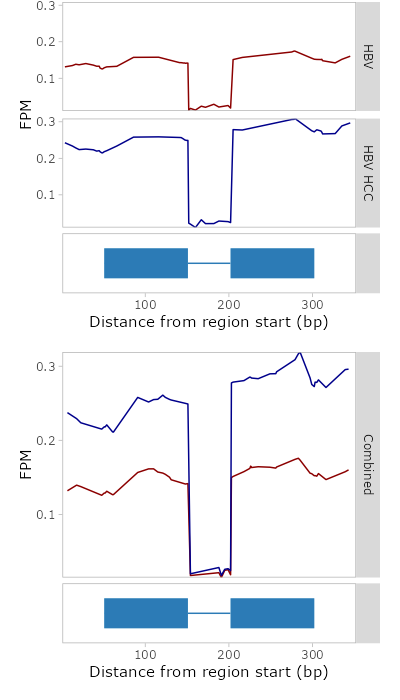 0.3
0.2
0.1
HBV
FPM
0.3
0.2
0.1
HBV HCC
100 200 300
Distance from region start (bp)
0.3
0.2
0.1
FPM
Combined
100 200 300
Distance from region start (bp)